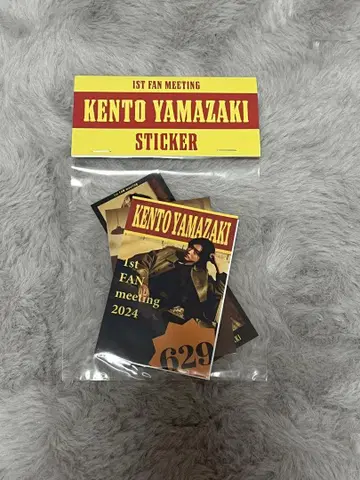 1ST FAN MEETING
KENTO YAMAZAKI
STICKER
KENTO YAMAZAKI
1st
FAN
meeting
2024
629